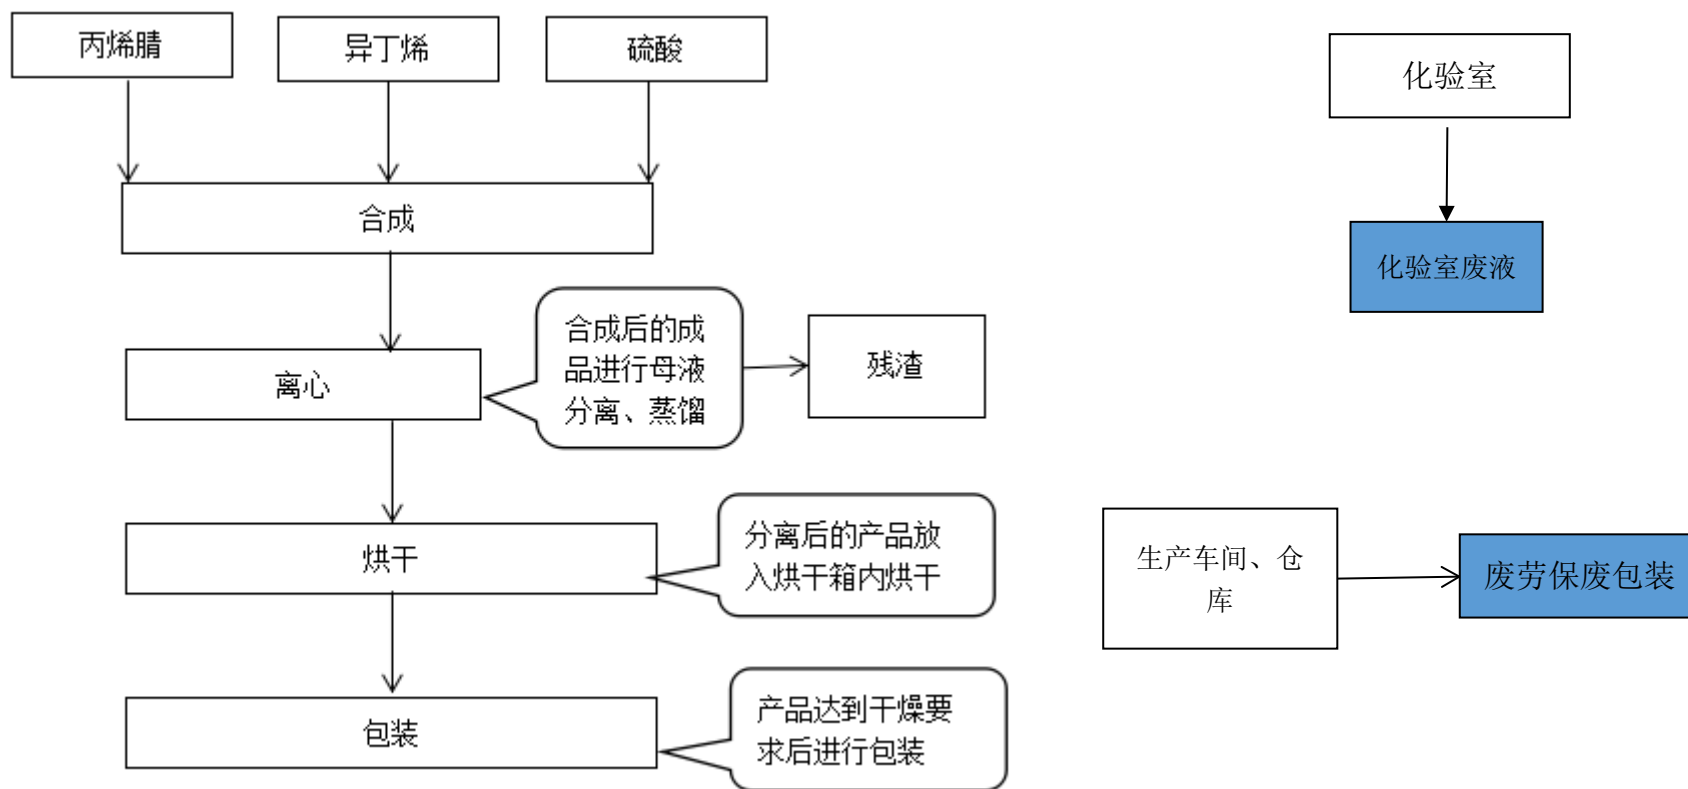 丙烯腈
异丁烯
硫酸
合成
离心
合成后的成
品进行母液
分离、蒸馏
残渣
烘干
分离后的产品放
入烘干箱内烘干
包装
产品达到干燥要
求后进行包装
化验室
化验室废液
生产车间、仓
库
废劳保废包装